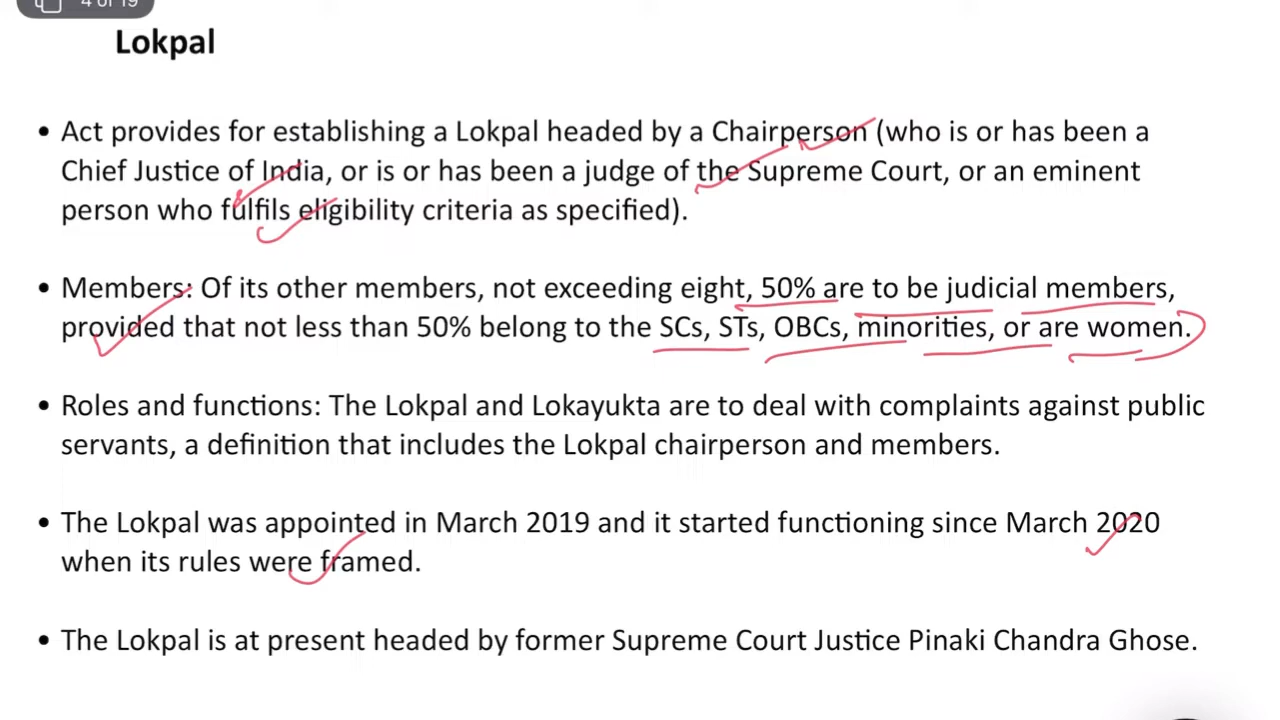 4 of 19
Lokpal
• Act provides for establishing a Lokpal headed by a Chairperson (who is or has been a
Chief Justice of India, or is or has been a judge of the Supreme Court, or an eminent
person who fulfils eligibility criteria as specified).
• Members: Of its other members, not exceeding eight, 50% are to be judicial members,
provided that not less than 50% belong to the SCs, STs, OBCs, minorities, or are women.
• Roles and functions: The Lokpal and Lokayukta are to deal with complaints against public
servants, a definition that includes the Lokpal chairperson and members.
• The Lokpal was appointed in March 2019 and it started functioning since March 2020
when its rules were framed.
• The Lokpal is at present headed by former Supreme Court Justice Pinaki Chandra Ghose.